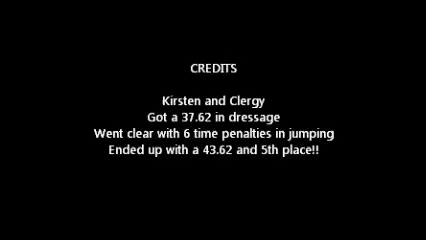 CREDITS
Kirsten and Clergy
Got a 37.62 in dressage
Went clear with 6 time penalties in jumping
Ended up with a 43.62 and 5th place!!